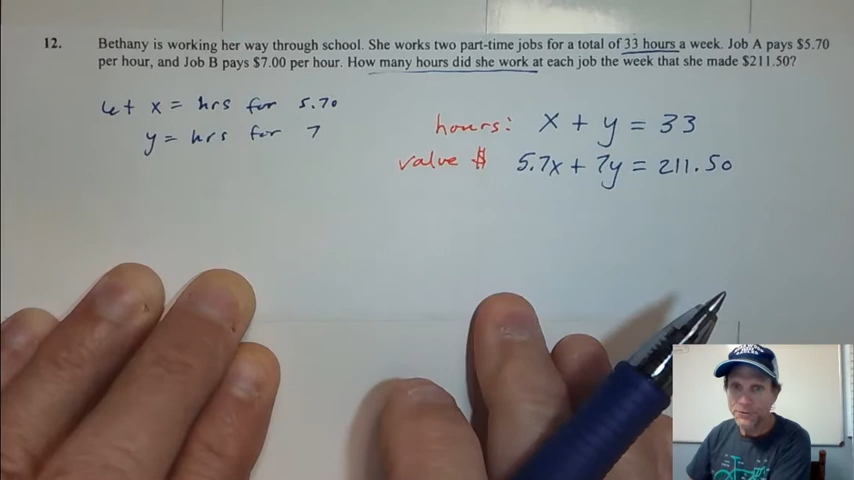 12. Bethany is working her way through school. She works two part-time jobs for a total of 33 hours a week. Job A pays $5.70
per hour, and Job B pays $7.00 per hour. How many hours did she work at each job the week that she made $211.50?
Let x = hrs for 5.70
y = hrs for 7
hours: x + y = 33
value $ 5.7x + 7y = 211.50